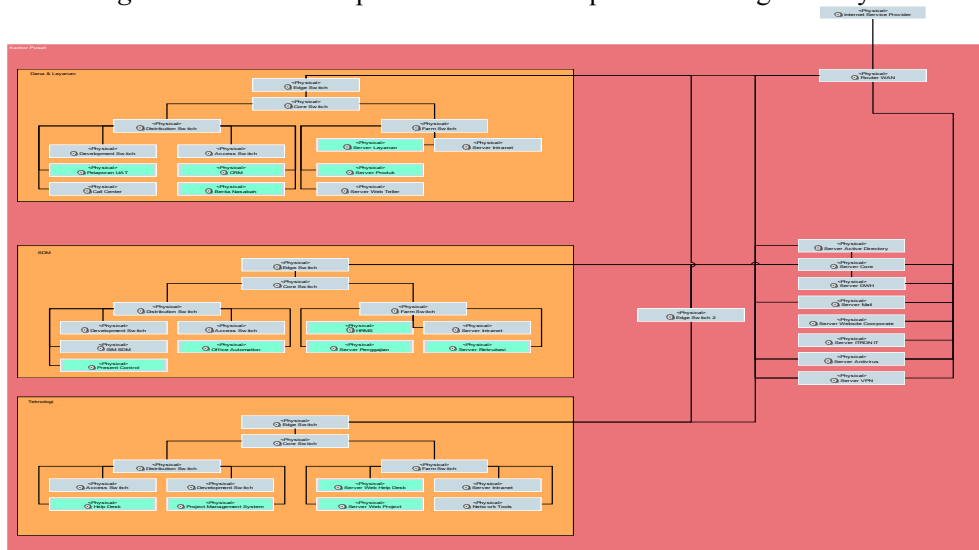 <Physical>
Internet Service Provider
Kantor Pusat
<Physical>
Router WAN
Dana & Layanan
<Physical>
Edge Switch
<Physical>
Core Switch
<Physical>
Distribution Switch
<Physical>
Farm Switch
<Physical>
Development Switch
<Physical>
Access Switch
<Physical>
Server Layanan
<Physical>
Server Intranet
<Physical>
Pelaporan UAT
<Physical>
CRM
<Physical>
Server Produk
<Physical>
Call Center
<Physical>
Berita Nasabah
<Physical>
Server Web Teller
SDM
<Physical>
Edge Switch
<Physical>
Core Switch
<Physical>
Distribution Switch
<Physical>
Farm Switch
<Physical>
Development Switch
<Physical>
Access Switch
<Physical>
HRMS
<Physical>
Server Intranet
<Physical>
SIM SDM
<Physical>
Office Automation
<Physical>
Server Penggajian
<Physical>
Server Rekrutasi
<Physical>
Present Control
<Physical>
Edge Switch 2
<Physical>
Server Active Directory
<Physical>
Server Core
<Physical>
Server DWH
<Physical>
Server Mail
<Physical>
Server Website Coorporate
<Physical>
Server ITRON IT
<Physical>
Server Antivirus
<Physical>
Server VPN
Teknologi
<Physical>
Edge Switch
<Physical>
Core Switch
<Physical>
Distribution Switch
<Physical>
Farm Switch
<Physical>
Access Switch
<Physical>
Development Switch
<Physical>
Server Web Help Desk
<Physical>
Server Intranet
<Physical>
Help Desk
<Physical>
Project Management System
<Physical>
Server Web Project
<Physical>
Network Tools